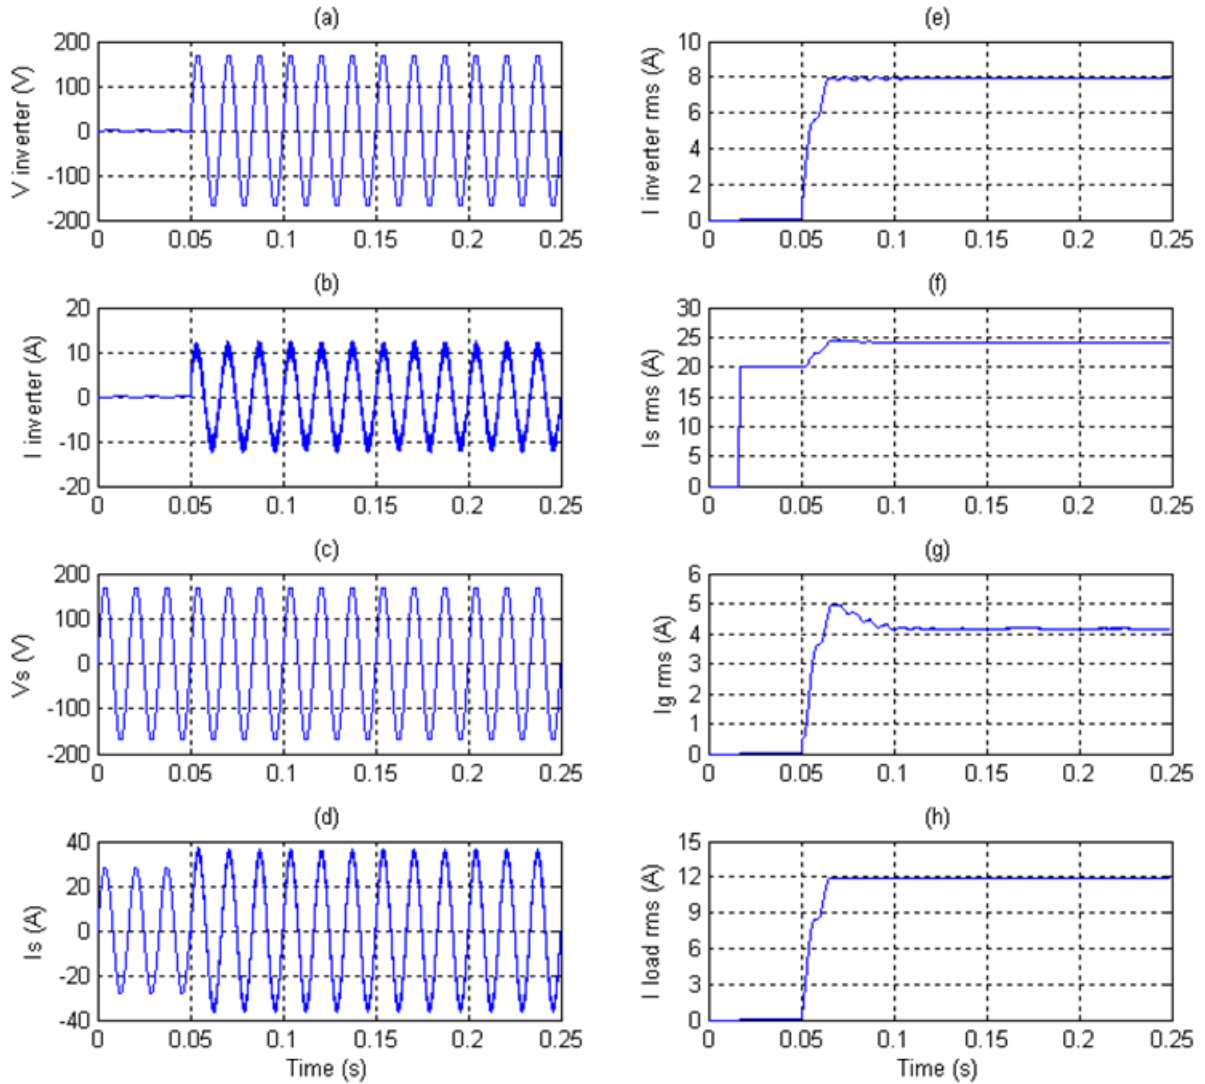 (a)
V inverter (V)
200
100
0
-100
-200
0 0.05 0.1 0.15 0.2 0.25
(e)
I inverter rms (A)
10
8
6
4
2
0
0 0.05 0.1 0.15 0.2 0.25
(b)
I inverter (A)
20
10
0
-10
-20
0 0.05 0.1 0.15 0.2 0.25
(f)
Is rms (A)
30
25
20
15
10
5
0
0 0.05 0.1 0.15 0.2 0.25
(c)
Vs (V)
200
100
0
-100
-200
0 0.05 0.1 0.15 0.2 0.25
(g)
Ig rms (A)
6
5
4
3
2
1
0
0 0.05 0.1 0.15 0.2 0.25
(d)
Is (A)
40
20
0
-20
-40
0 0.05 0.1 0.15 0.2 0.25
Time (s)
(h)
I load rms (A)
15
12
9
6
3
0
0 0.05 0.1 0.15 0.2 0.25
Time (s)